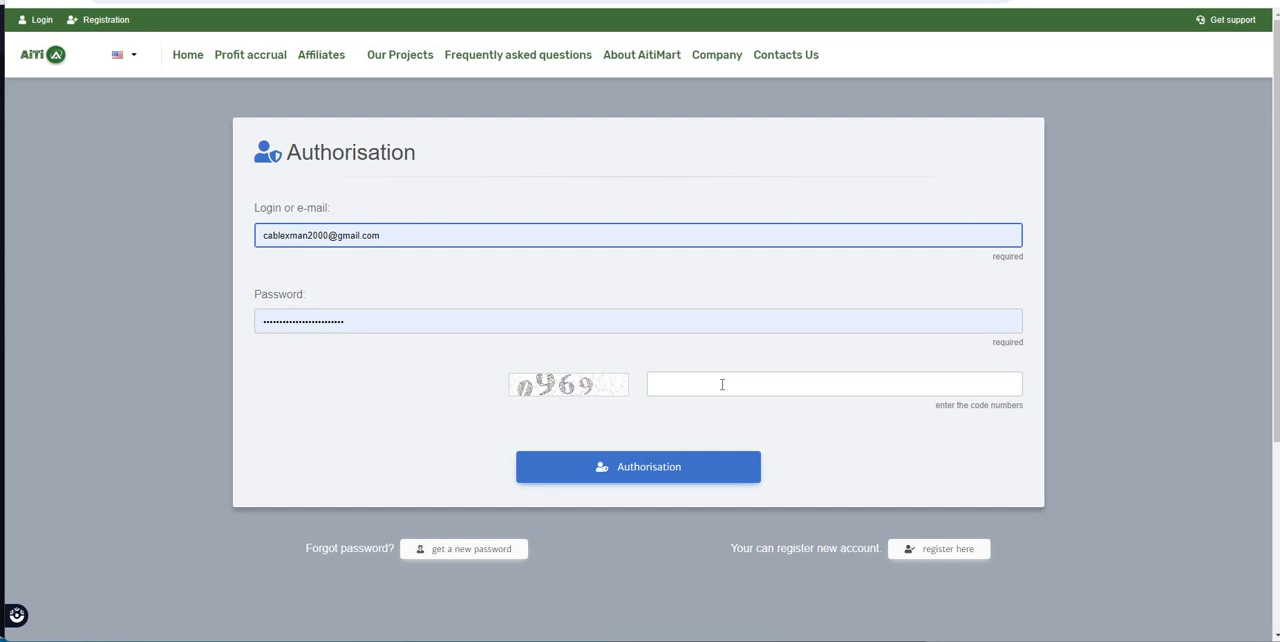 Login Registration Get support
AiTi Home Profit accrual Affiliates Our Projects Frequently asked questions About AitiMart Company Contacts Us
Authorisation
Login or e-mail:
cablexman2000@gmail.com
required
Password:
••••••••••••••••••••••••
required
0969
enter the code numbers
Authorisation
Forgot password? get a new password Your can register new account. register here